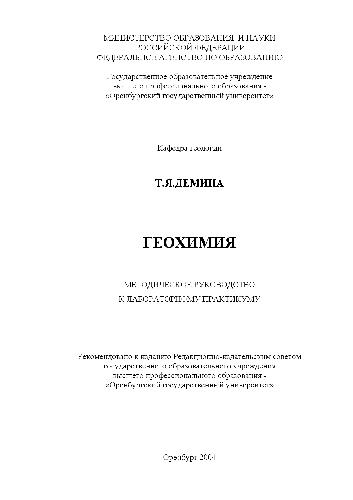 МИНИСТЕРСТВО ОБРАЗОВАНИЯ И НАУКИ
РОССИЙСКОЙ ФЕДЕРАЦИИ
ФЕДЕРАЛЬНОЕ АГЕНТСТВО ПО ОБРАЗОВАНИЮ
Государственное образовательное учреждение
высшего профессионального образования -
«Оренбургский государственный университет»
Кафедра геологии
Т.Я.ДЕМИНА
ГЕОХИМИЯ
МЕТОДИЧЕСКОЕ РУКОВОДСТВО
К ЛАБОРАТОРНОМУ ПРАКТИКУМУ
Рекомендовано к изданию Редакционно-издательским советом
государственного образовательного учреждения
высшего профессионального образования -
«Оренбургский государственный университет»
Оренбург 2004